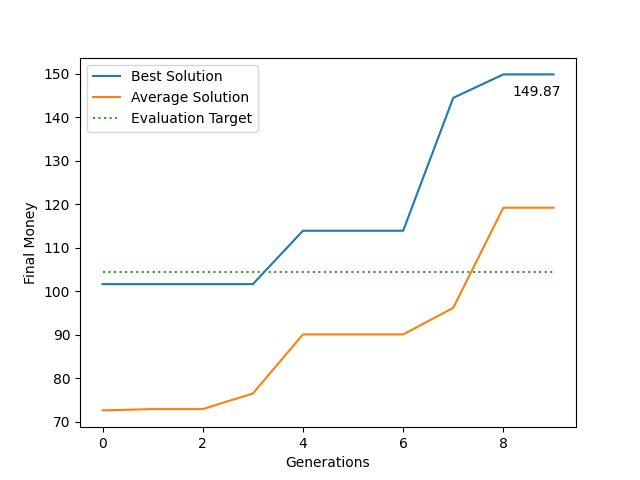 Best Solution
Average Solution
Evaluation Target
149.87
150
140
130
120
110
100
90
80
70
Final Money
0 2 4 6 8
Generations